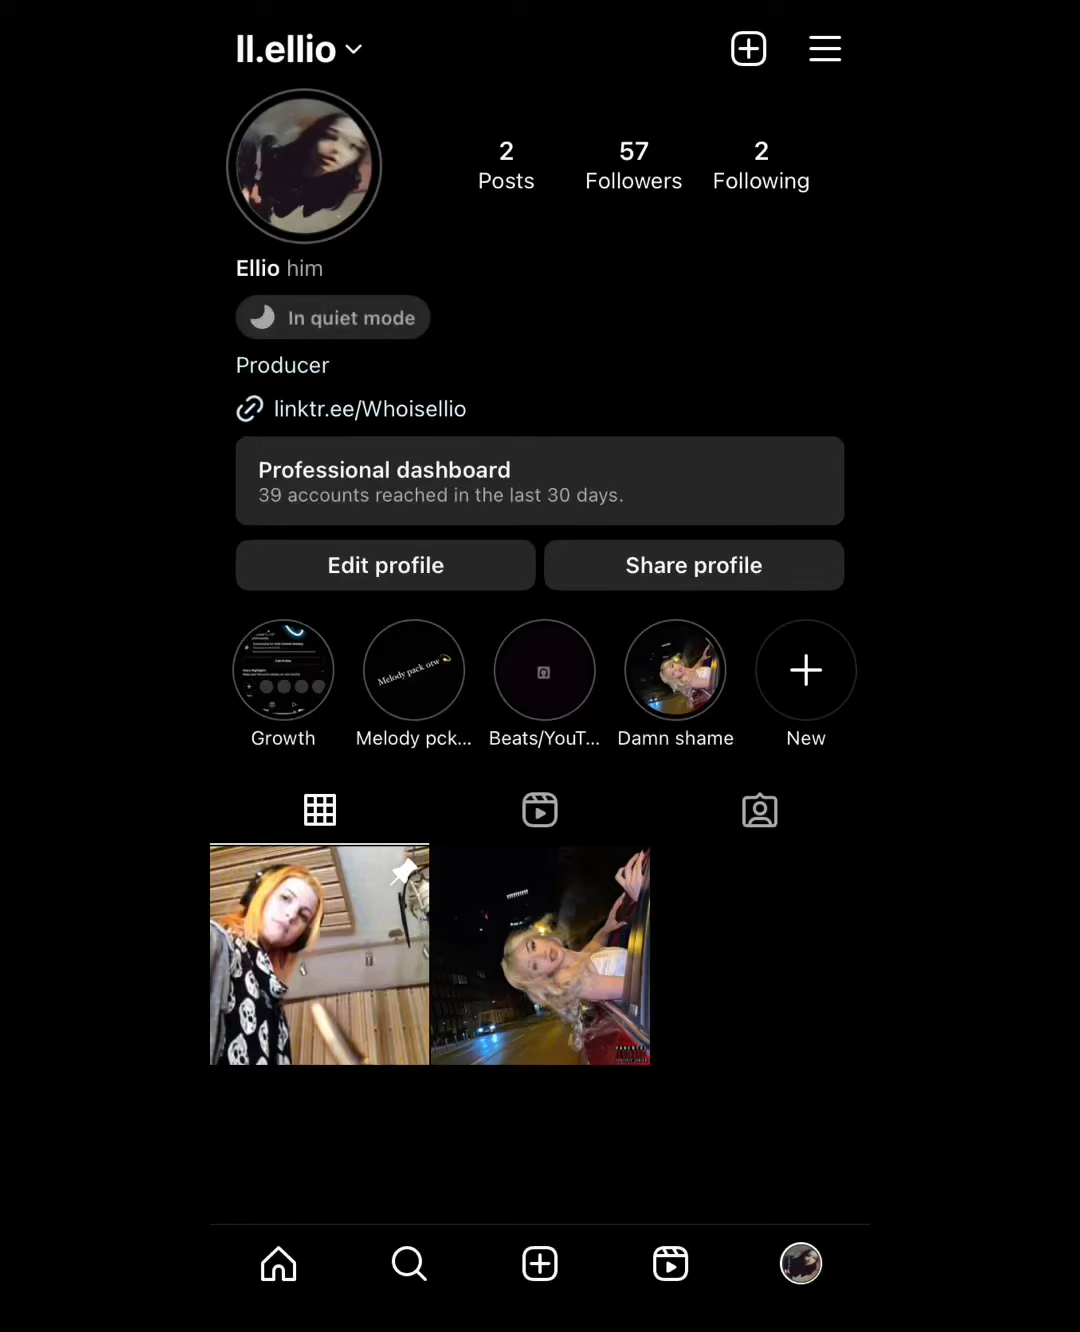 ll.ellio
2 57 2
Posts Followers Following
Ellio him
In quiet mode
Producer
linktr.ee/Whoisellio
Professional dashboard
39 accounts reached in the last 30 days.
Edit profile Share profile
Melody pack otw
Growth Melody pck... Beats/YouT... Damn shame New